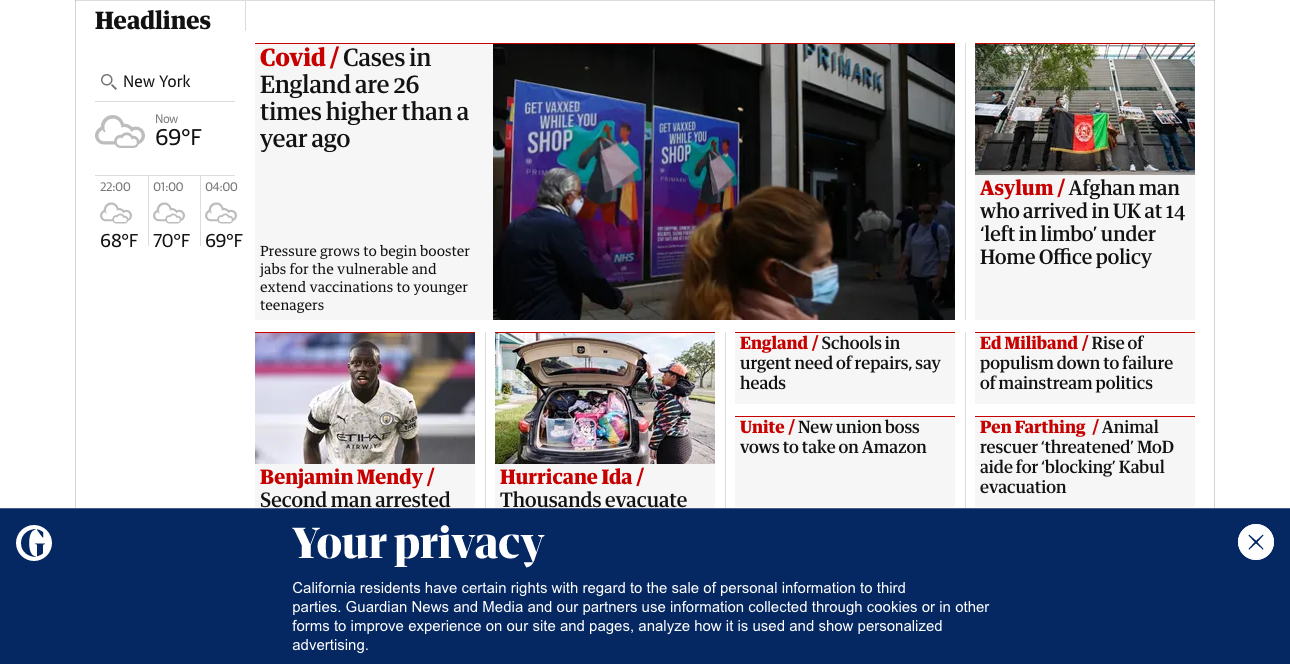 Headlines
New York
Now
69°F
22:00
01:00
04:00
68°F
70°F
69°F
Covid / Cases in
England are 26
times higher than a
year ago
Pressure grows to begin booster
jabs for the vulnerable and
extend vaccinations to younger
teenagers
PRIMARK
GET VAXXED
WHILE YOU
SHOP
GET VAXXED
WHILE YOU
SHOP
NHS
Asylum / Afghan man
who arrived in UK at 14
‘left in limbo’ under
Home Office policy
ETIHAD
AIRWAYS
Benjamin Mendy /
Second man arrested
Hurricane Ida /
Thousands evacuate
England / Schools in
urgent need of repairs, say
heads
Unite / New union boss
vows to take on Amazon
Ed Miliband / Rise of
populism down to failure
of mainstream politics
Pen Farthing / Animal
rescuer ‘threatened’ MoD
aide for ‘blocking’ Kabul
evacuation
Your privacy
California residents have certain rights with regard to the sale of personal information to third
parties. Guardian News and Media and our partners use information collected through cookies or in other
forms to improve experience on our site and pages, analyze how it is used and show personalized
advertising.